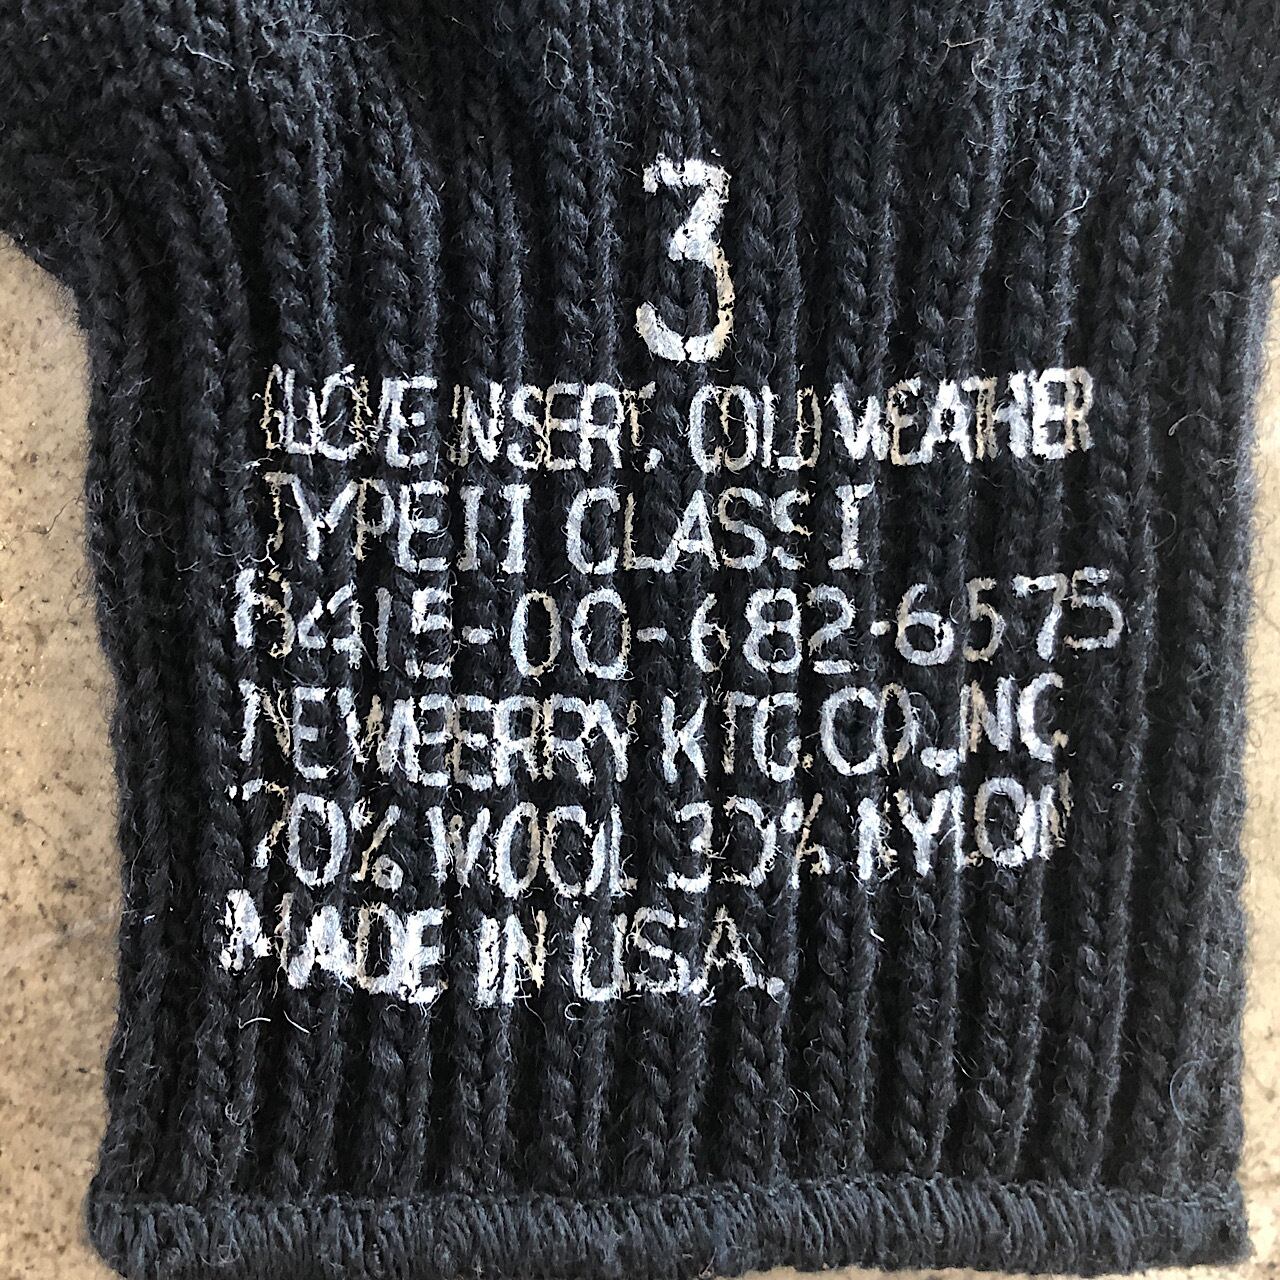 3
GLOVE INSERT, COLD WEATHER
TYPE II CLASS I
8415-00-682-6575
NEWBERRY KTG. CO., INC
70% WOOL 30% NYLON
MADE IN U.S.A.